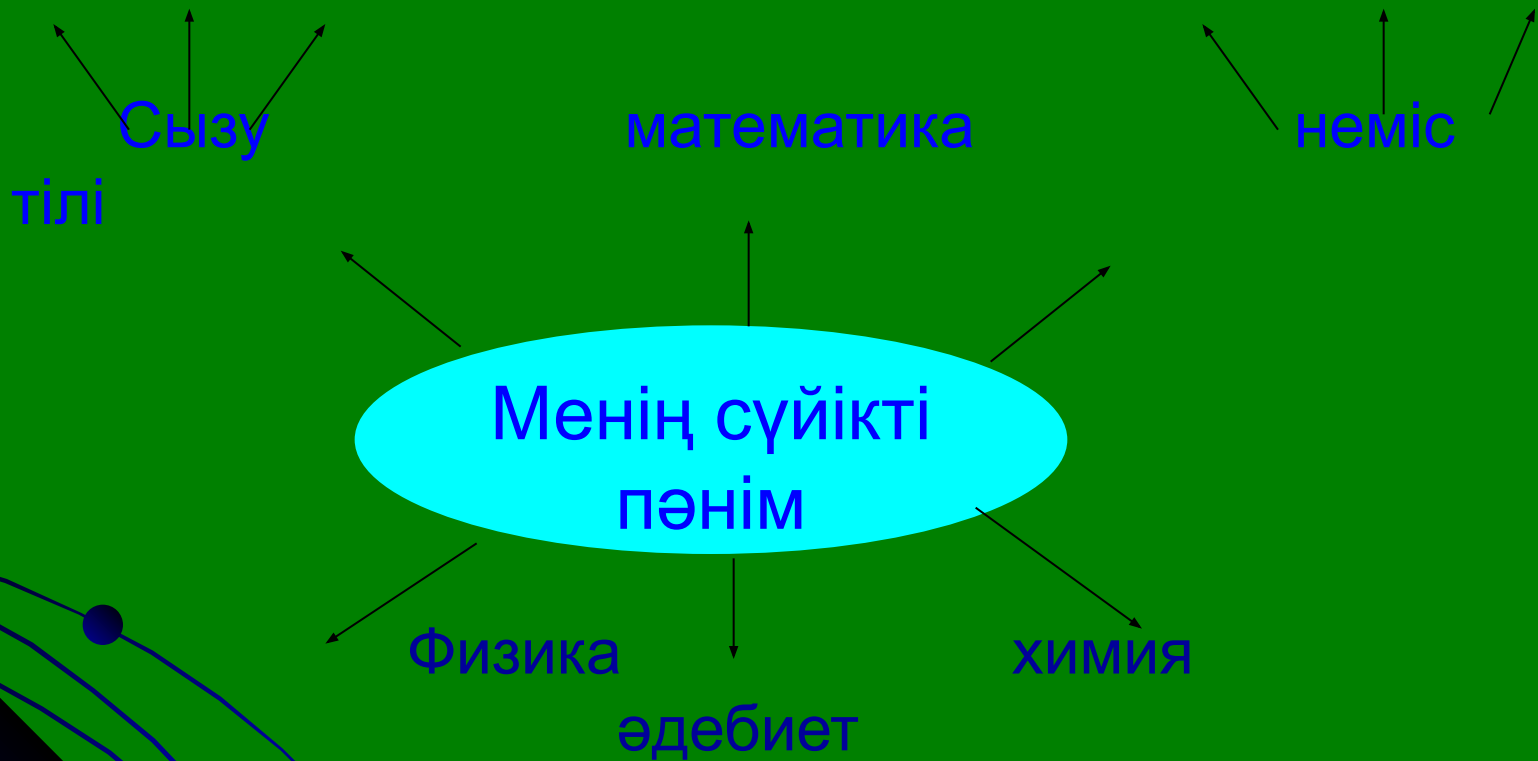 Сызу математика неміс
тілі
Менің сүйікті
пәнім
Физика химия
әдебиет